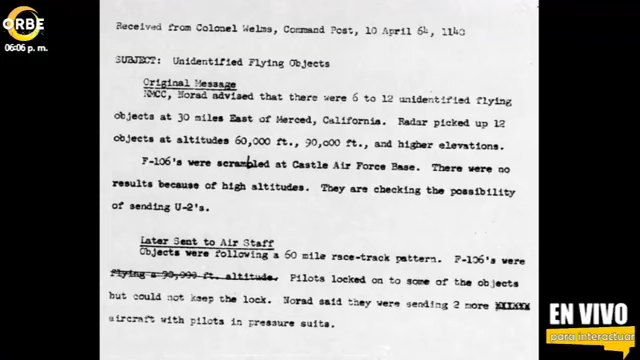 ORBE
06:06 p. m.
Received from Colonel Welms, Command Post, 10 April 64, 1140
SUBJECT: Unidentified Flying Objects
Original Message
NMCC, Norad advised that there were 6 to 12 unidentified flying
objects at 30 miles East of Merced, California. Radar picked up 12
objects at altitudes 60,000 ft., 90,000 ft., and higher elevations.
F-106's were scrambled at Castle Air Force Base. There were no
results because of high altitudes. They are checking the possibility
of sending U-2's.
Later Sent to Air Staff
Objects were following a 60 mile race-track pattern. F-106's were
flying a 90,000 ft. altitude. Pilots locked on to some of the objects
but could not keep the lock. Norad said they were sending 2 more
aircraft with pilots in pressure suits.
EN VIVO
para interactuar